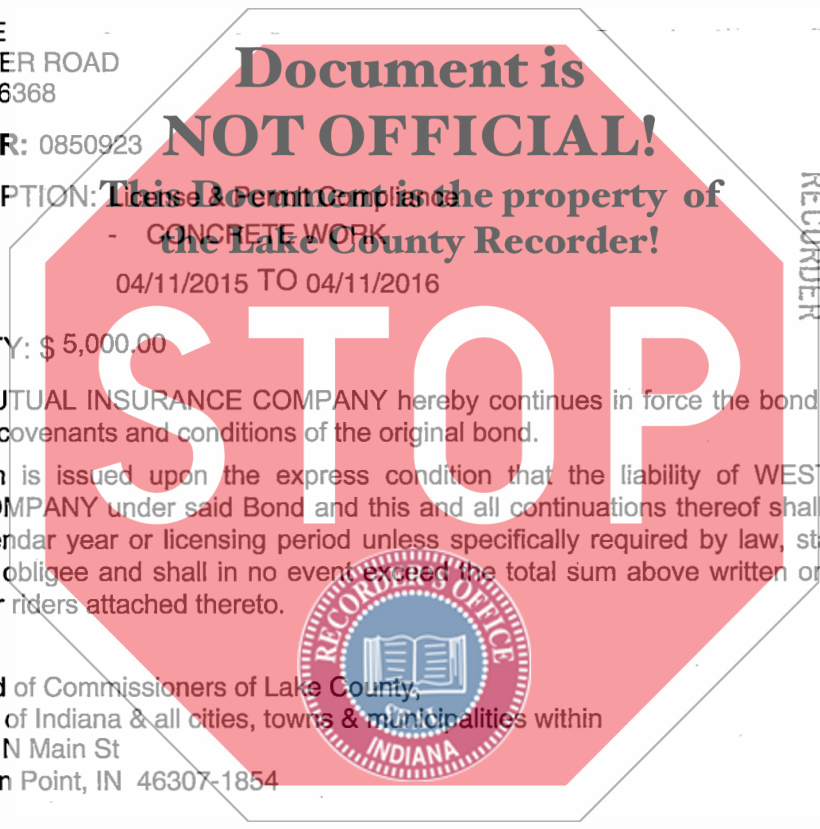 E
ER ROAD
6368
Document is
NOT OFFICIAL!
R: 0850923
This Document is the property of
the Lake County Recorder!
PTION: License & Permit Compliance
- CONCRETE WORK
04/11/2015 TO 04/11/2016
RECORDER
Y: $ 5,000.00
STOP
UTUAL INSURANCE COMPANY hereby continues in force the bond
covenants and conditions of the original bond.
n is issued upon the express condition that the liability of WEST
OMPANY under said Bond and this and all continuations thereof shall
ndar year or licensing period unless specifically required by law, sta
obligee and shall in no event exceed the total sum above written or
r riders attached thereto.
RECORDER'S OFFICE
Seal
INDIANA
d of Commissioners of Lake County,
of Indiana & all cities, towns & municipalities within
N Main St
n Point, IN 46307-1854